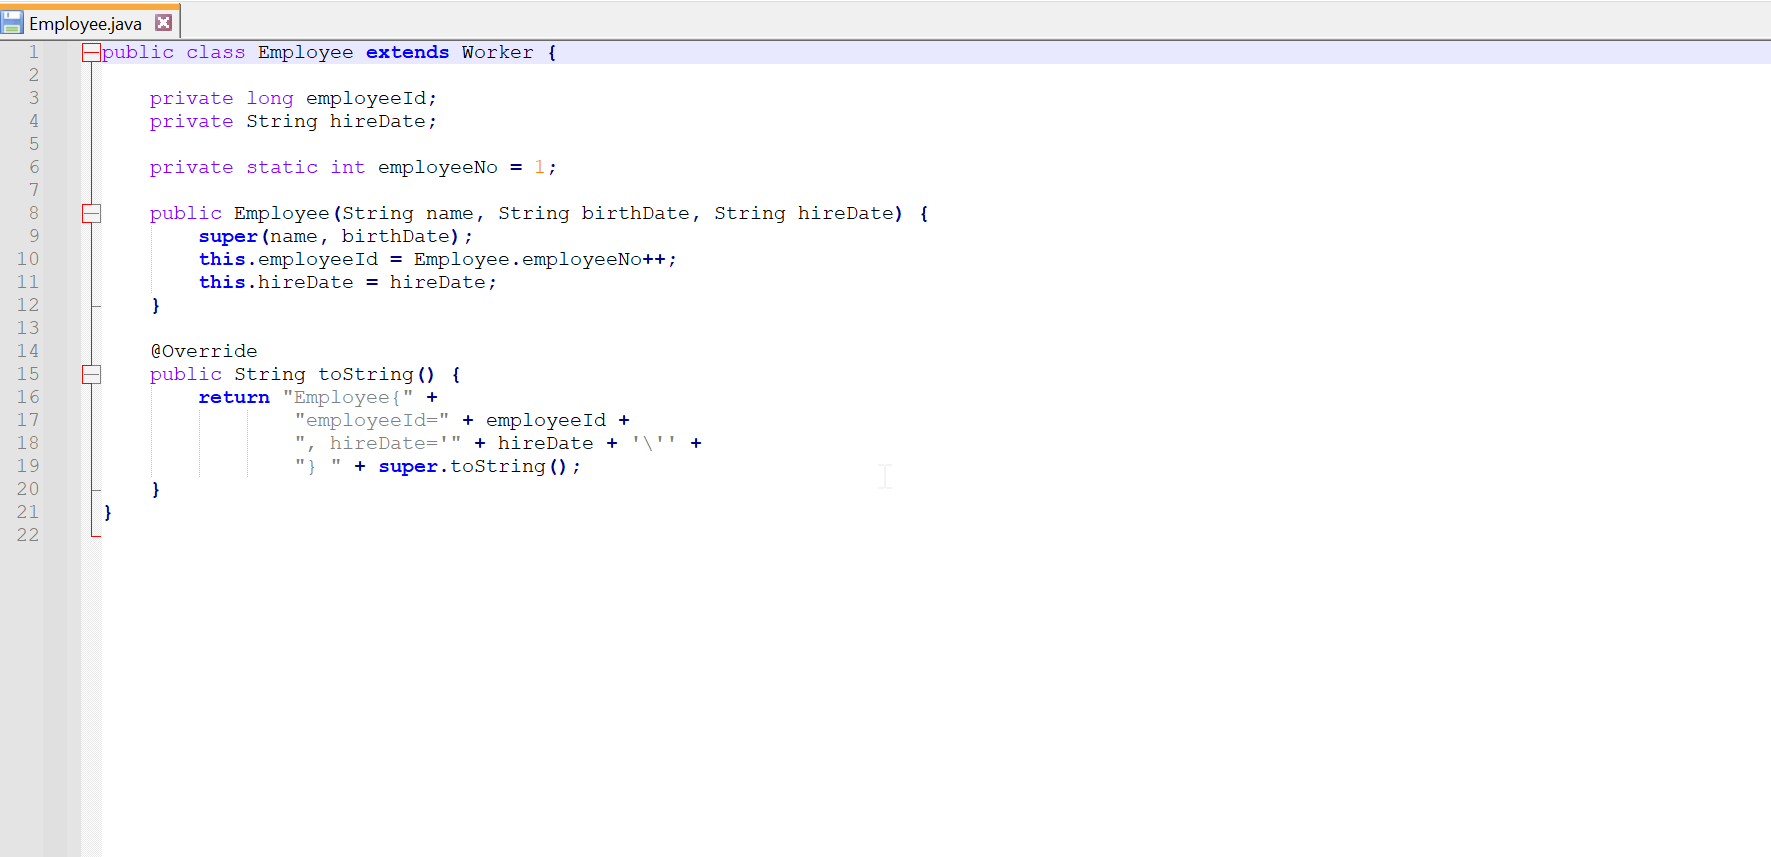 Employee.java
1 public class Employee extends Worker {
2
3 private long employeeId;
4 private String hireDate;
5
6 private static int employeeNo = 1;
7
8 public Employee(String name, String birthDate, String hireDate) {
9 super(name, birthDate);
10 this.employeeId = Employee.employeeNo++;
11 this.hireDate = hireDate;
12 }
13
14 @Override
15 public String toString() {
16 return "Employee{" +
17 "employeeId=" + employeeId +
18 ", hireDate='" + hireDate + '\'' +
19 "} " + super.toString();
20 }
21 }
22